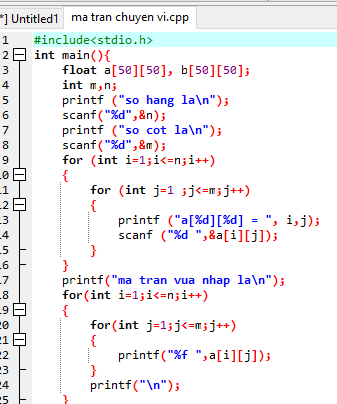 *] Untitled1 ma tran chuyen vi.cpp
1 #include<stdio.h>
2 int main(){
3 float a[50][50], b[50][50];
4 int m,n;
5 printf ("so hang la\n");
6 scanf("%d",&n);
7 printf ("so cot la\n");
8 scanf("%d",&m);
9 for (int i=1;i<=n;i++)
10 {
11 for (int j=1 ;j<=m;j++)
12 {
13 printf ("a[%d][%d] = ", i,j);
14 scanf ("%d ",&a[i][j]);
15 }
16 }
17 printf("ma tran vua nhap la\n");
18 for(int i=1;i<=n;i++)
19 {
20 for(int j=1;j<=m;j++)
21 {
22 printf("%f ",a[i][j]);
23 }
24 printf("\n");
25 }